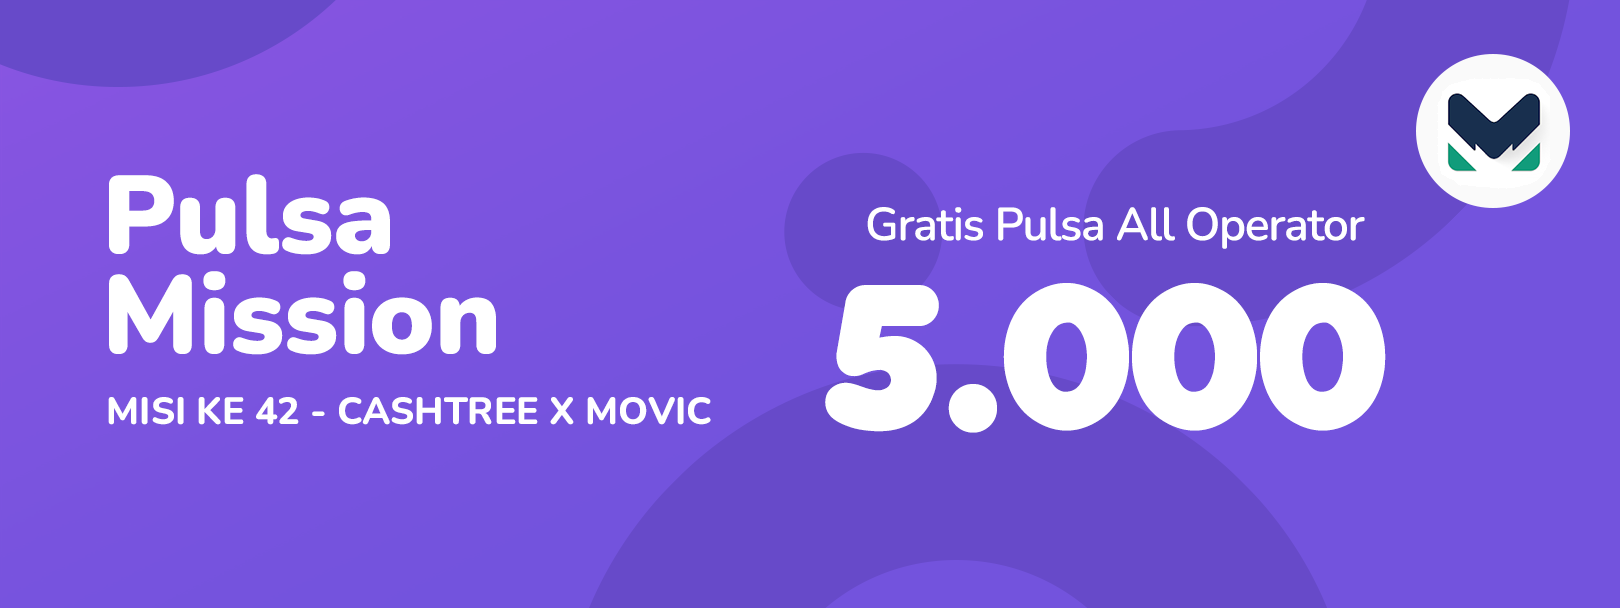 Pulsa
Mission
MISI KE 42 - CASHTREE X MOVIC
Gratis Pulsa All Operator
5.000